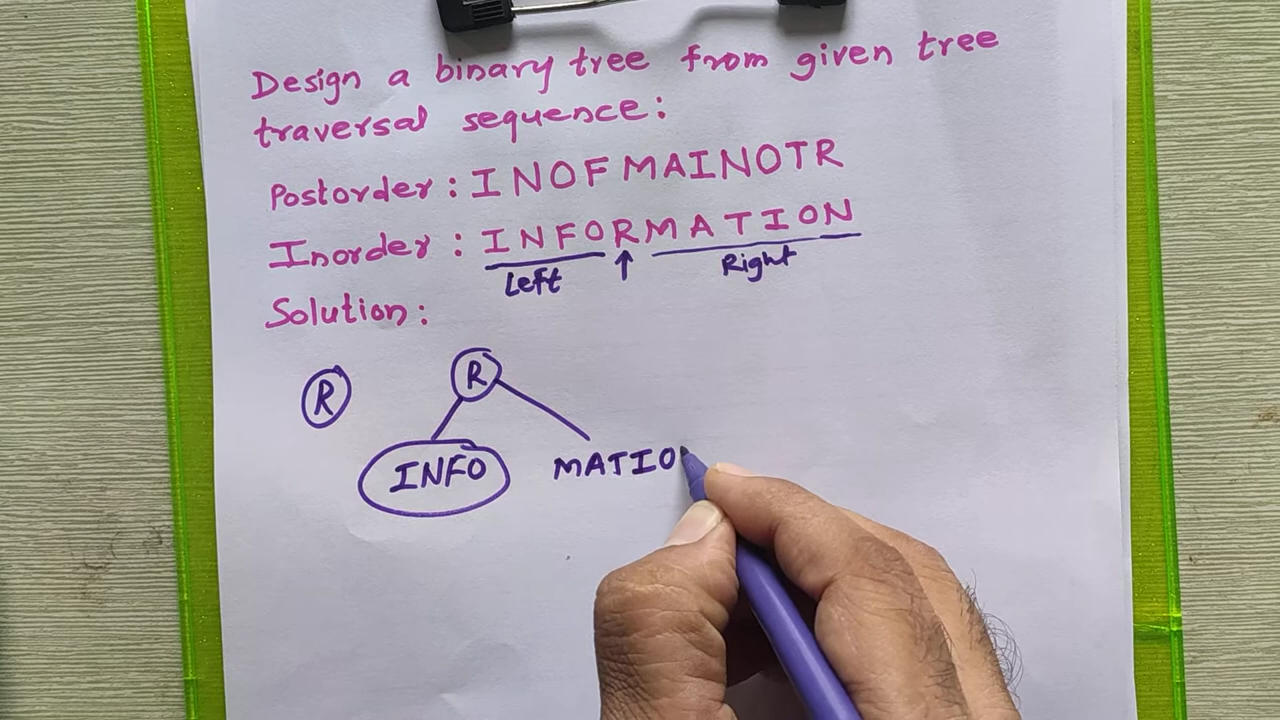 Design a binary tree from given tree
traversal sequence:
Postorder: INOFMAINOTR
Inorder: INFORMATION
Left ↑ Right
Solution:
R R
INFO MATIO